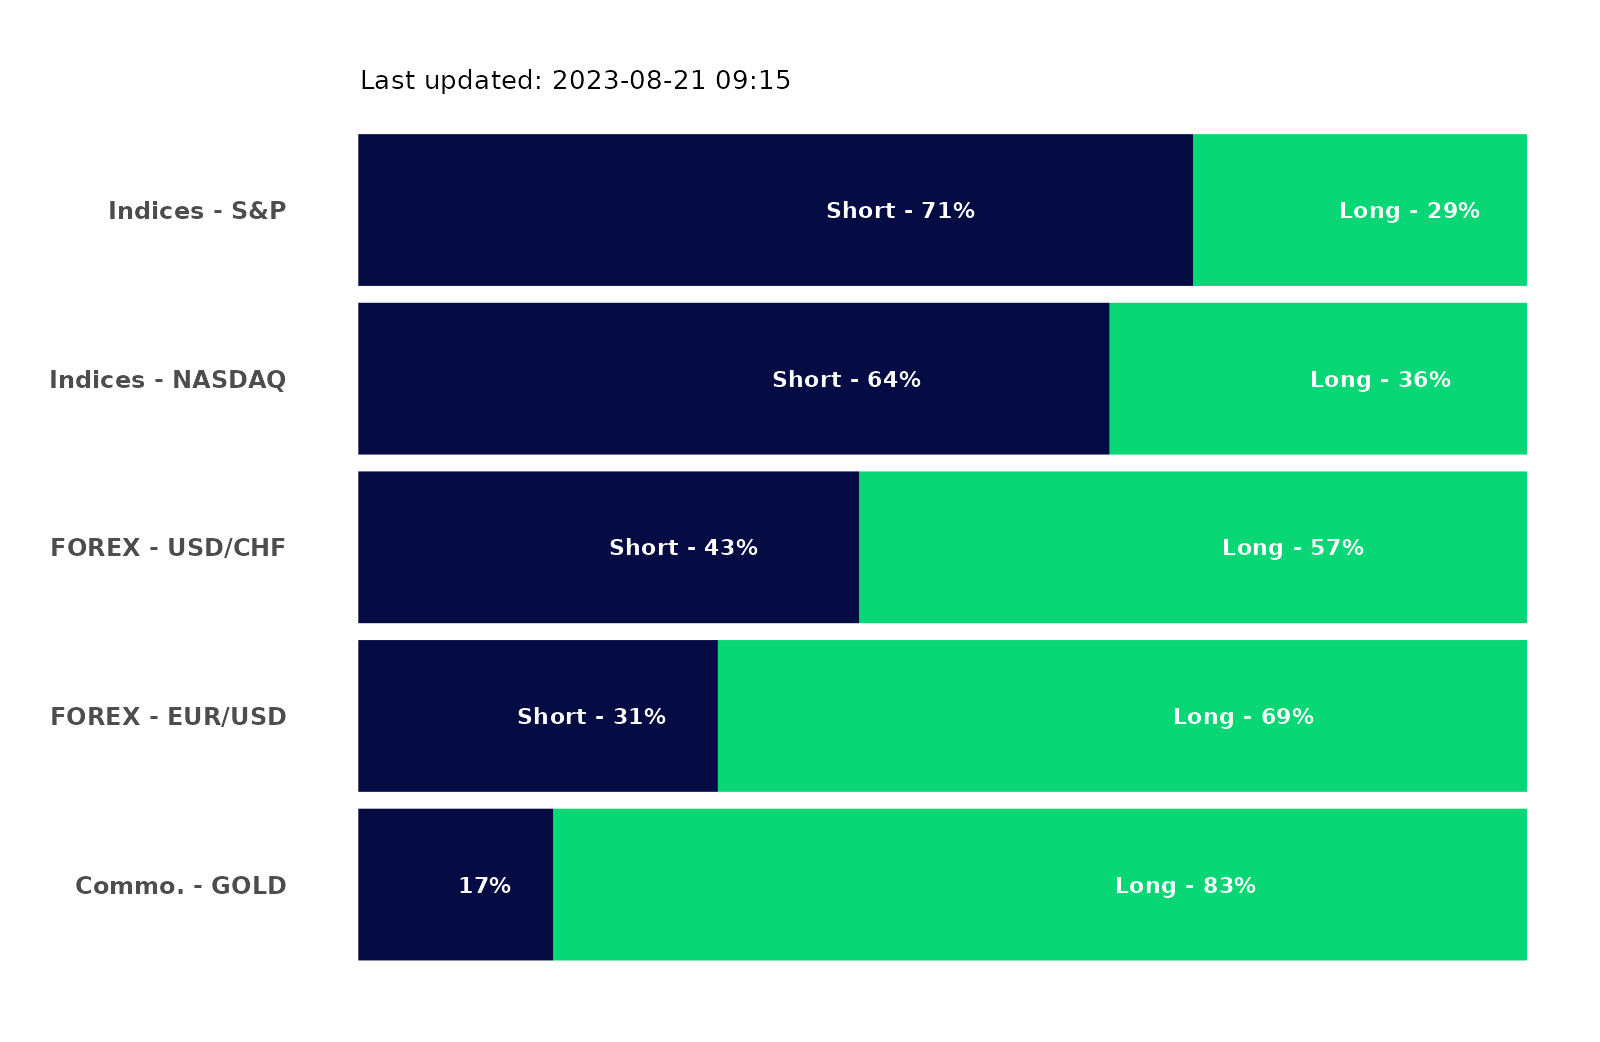 Last updated: 2023-08-21 09:15
Indices - S&P
Short - 71%
Long - 29%
Indices - NASDAQ
Short - 64%
Long - 36%
FOREX - USD/CHF
Short - 43%
Long - 57%
FOREX - EUR/USD
Short - 31%
Long - 69%
Commo. - GOLD
17%
Long - 83%